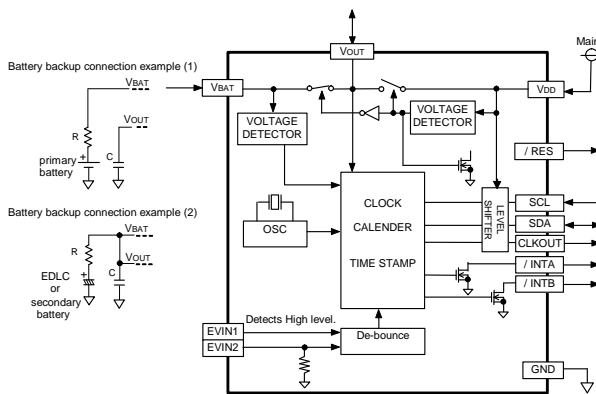 Battery backup connection example (1)
VBAT
VOUT
R
+
C
primary
battery
Battery backup connection example (2)
VBAT
VOUT
R
+
C
EDLC
or
secondary
battery
VOUT
Main
VBAT
VDD
VOLTAGE
DETECTOR
VOLTAGE
DETECTOR
/ RES
OSC
CLOCK
CALENDER
TIME STAMP
LEVEL
SHIFTER
SCL
SDA
CLKOUT
/ INTA
/ INTB
EVIN1
EVIN2
Detects High level.
De-bounce
GND